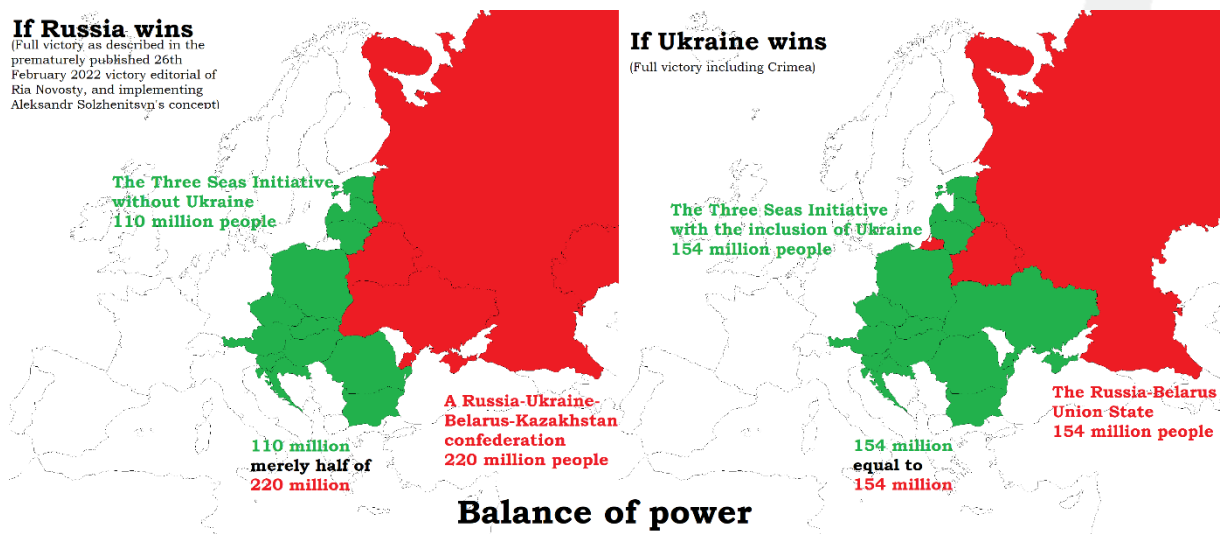 If Russia wins
(Full victory as described in the
prematurely published 26th
February 2022 victory editorial of
Ria Novosty, and implementing
Aleksandr Solzhenitsyn's concept)
The Three Seas Initiative
without Ukraine
110 million people
A Russia-Ukraine-
Belarus-Kazakhstan
confederation
220 million people
110 million
merely half of
220 million
If Ukraine wins
(Full victory including Crimea)
The Three Seas Initiative
with the inclusion of Ukraine
154 million people
The Russia-Belarus
Union State
154 million people
154 million
equal to
154 million
Balance of power